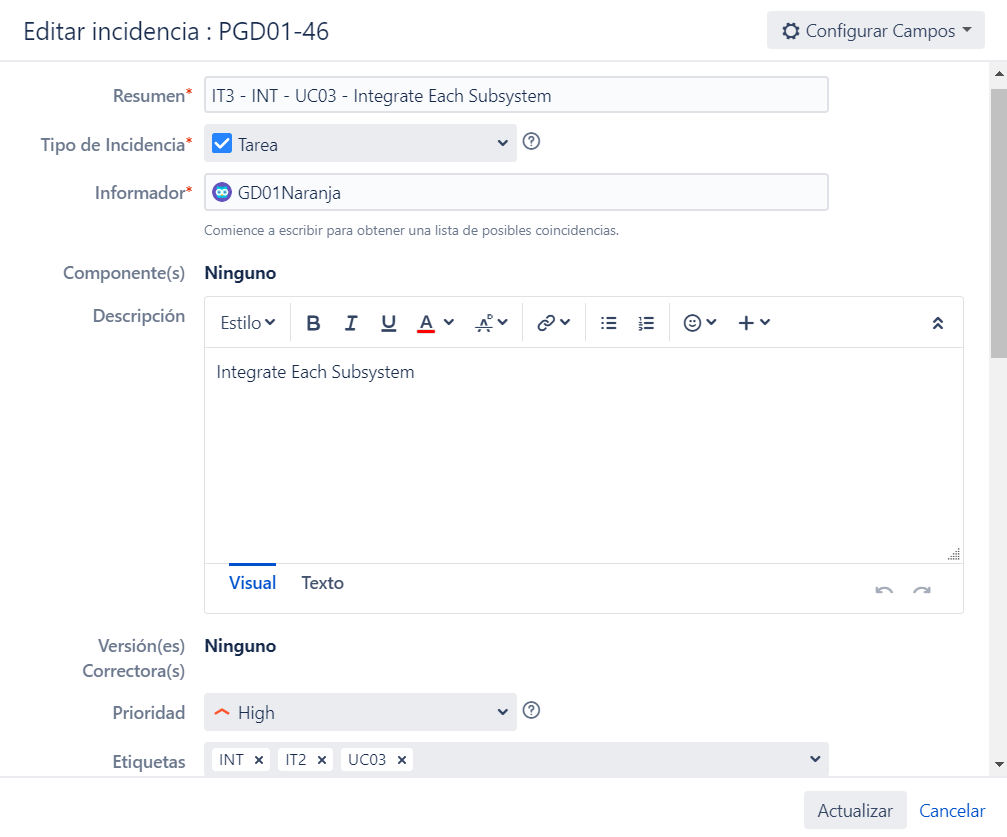 Editar incidencia : PGD01-46
Configurar Campos
Resumen* IT3 - INT - UC03 - Integrate Each Subsystem
Tipo de Incidencia* Tarea
Informador* GD01Naranja
Comience a escribir para obtener una lista de posibles coincidencias.
Componente(s) Ninguno
Descripción
Estilo B I U A
Integrate Each Subsystem
Visual Texto
Versión(es) Ninguno
Correctora(s)
Prioridad High
Etiquetas INT × IT2 × UC03 ×
Actualizar Cancelar